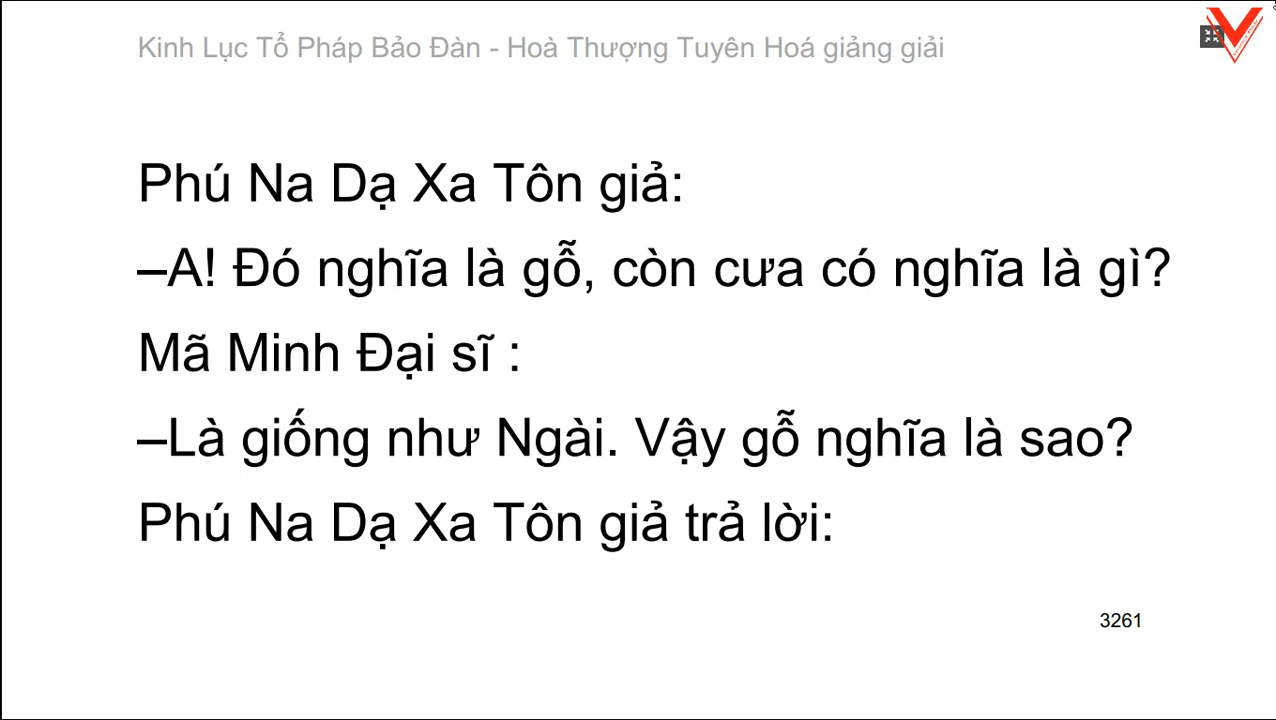 Kinh Lục Tổ Pháp Bảo Đàn - Hoà Thượng Tuyên Hoá giảng giải
Phú Na Dạ Xa Tôn giả:
–A! Đó nghĩa là gỗ, còn cưa có nghĩa là gì?
Mã Minh Đại sĩ :
–Là giống như Ngài. Vậy gỗ nghĩa là sao?
Phú Na Dạ Xa Tôn giả trả lời:
3261